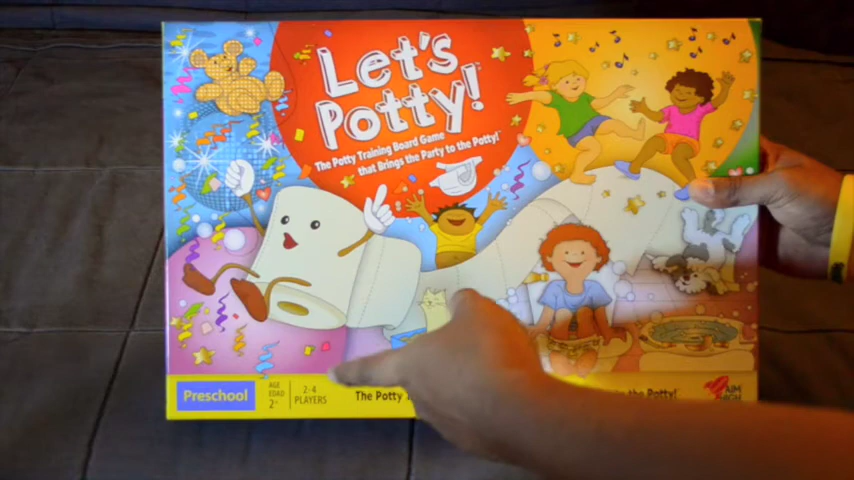 Let's
Potty!
The Potty Training Board Game
that Brings the Party to the Potty!
Preschool
AGE
EDAD
2+
2-4
PLAYERS
The Potty
the Potty!
AIM
HIGH